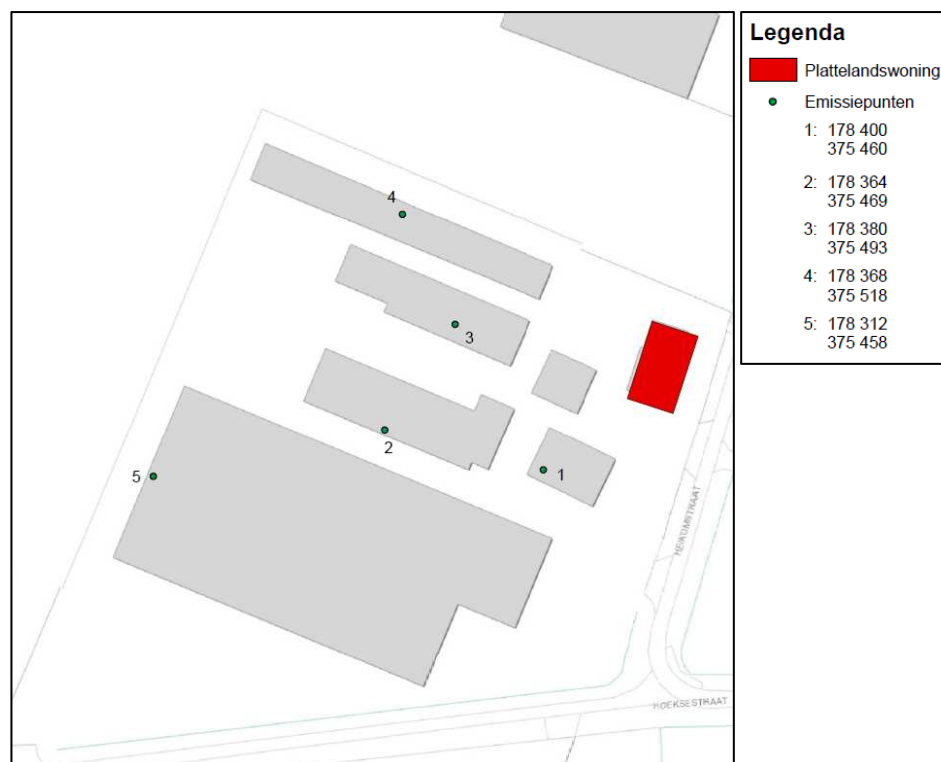 4
3
2
5
1
HEIKOMSTRAAT
HOEKSESTRAAT
Legenda
Plattelandswoning
Emissiepunten
1: 178 400
375 460
2: 178 364
375 469
3: 178 380
375 493
4: 178 368
375 518
5: 178 312
375 458